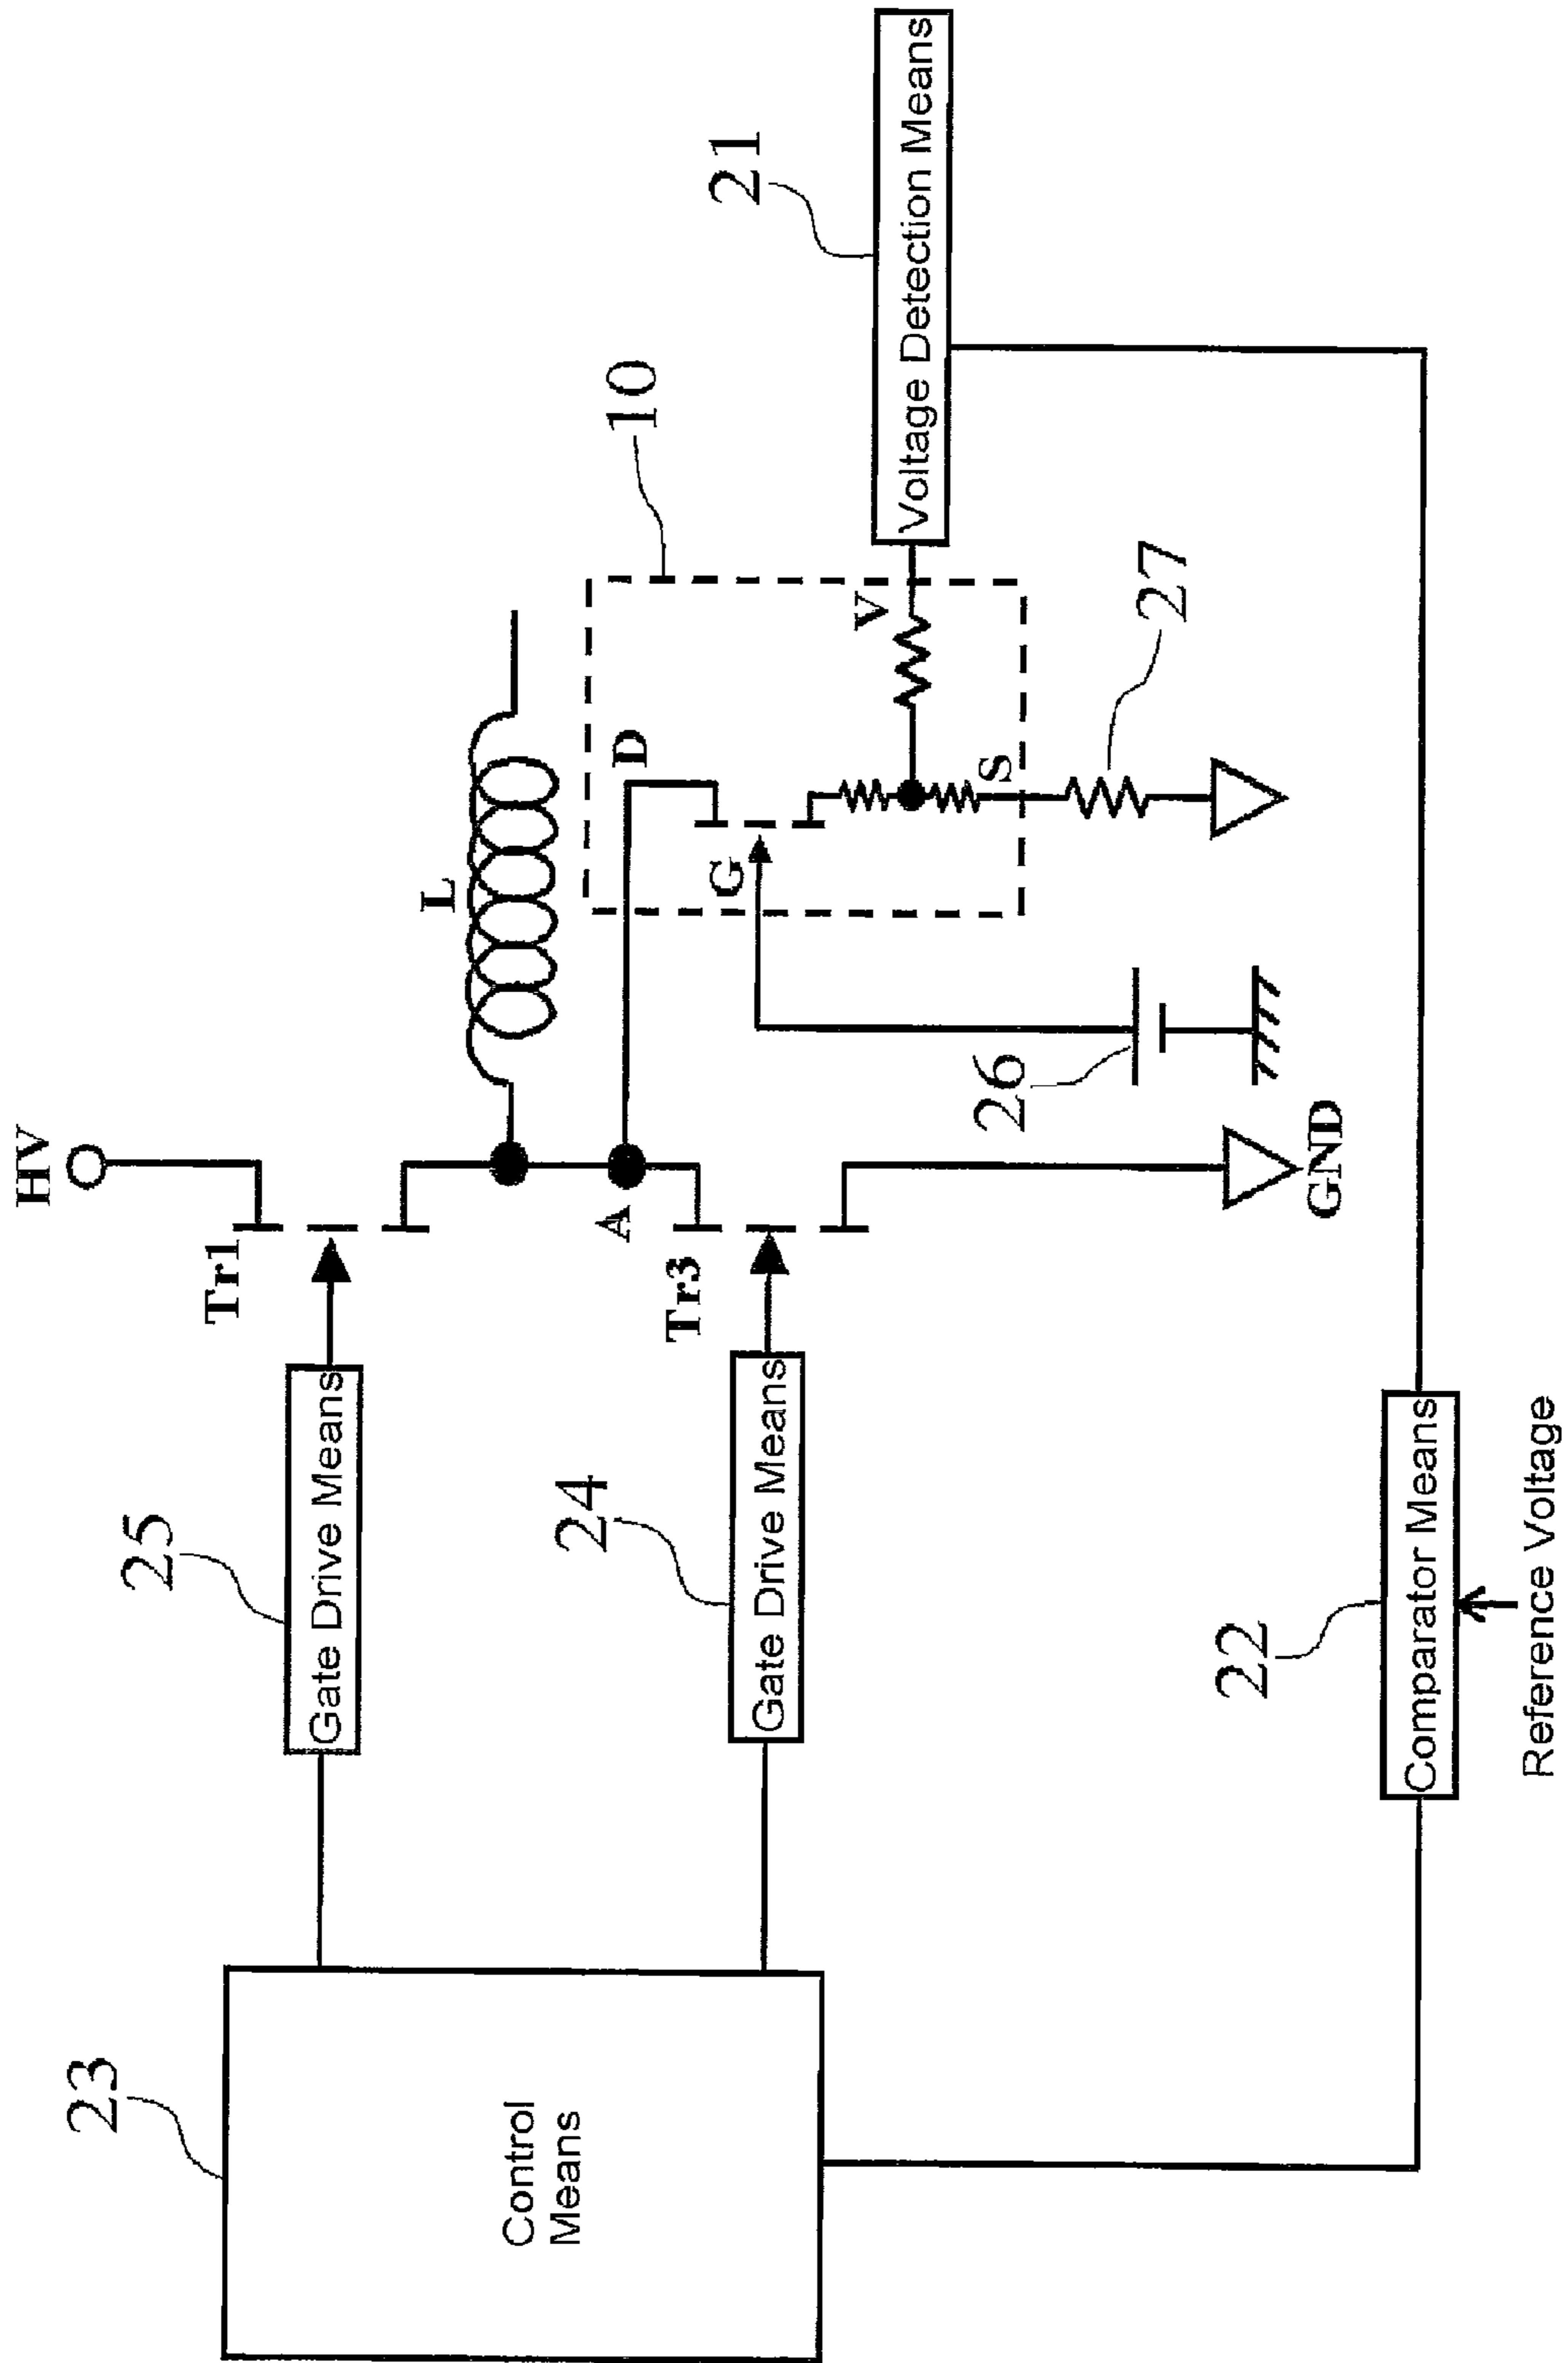 HV
Tr1
25
Gate Drive Means
23
Control
Means
L
A
Tr3
24
Gate Drive Means
10
D
G
V
S
21
Voltage Detection Means
26
27
GND
22
Comparator Means
Reference Voltage